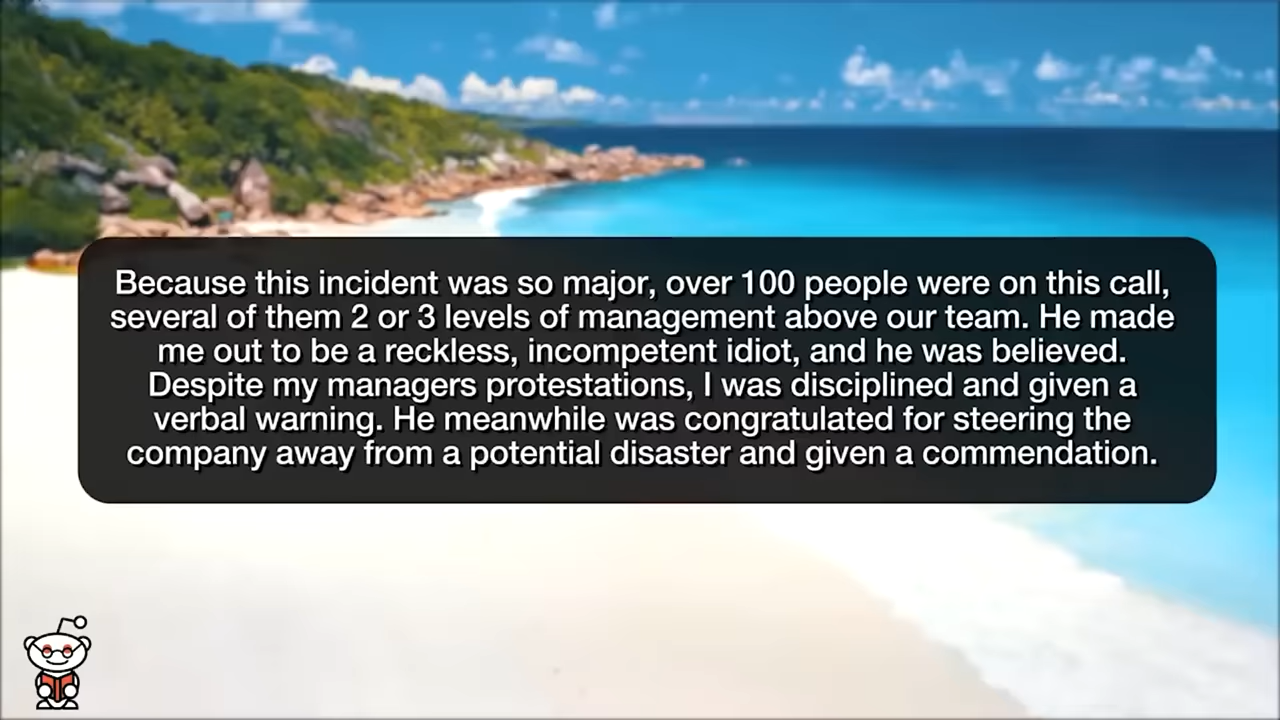 Because this incident was so major, over 100 people were on this call,
several of them 2 or 3 levels of management above our team. He made
me out to be a reckless, incompetent idiot, and he was believed.
Despite my managers protestations, I was disciplined and given a
verbal warning. He meanwhile was congratulated for steering the
company away from a potential disaster and given a commendation.